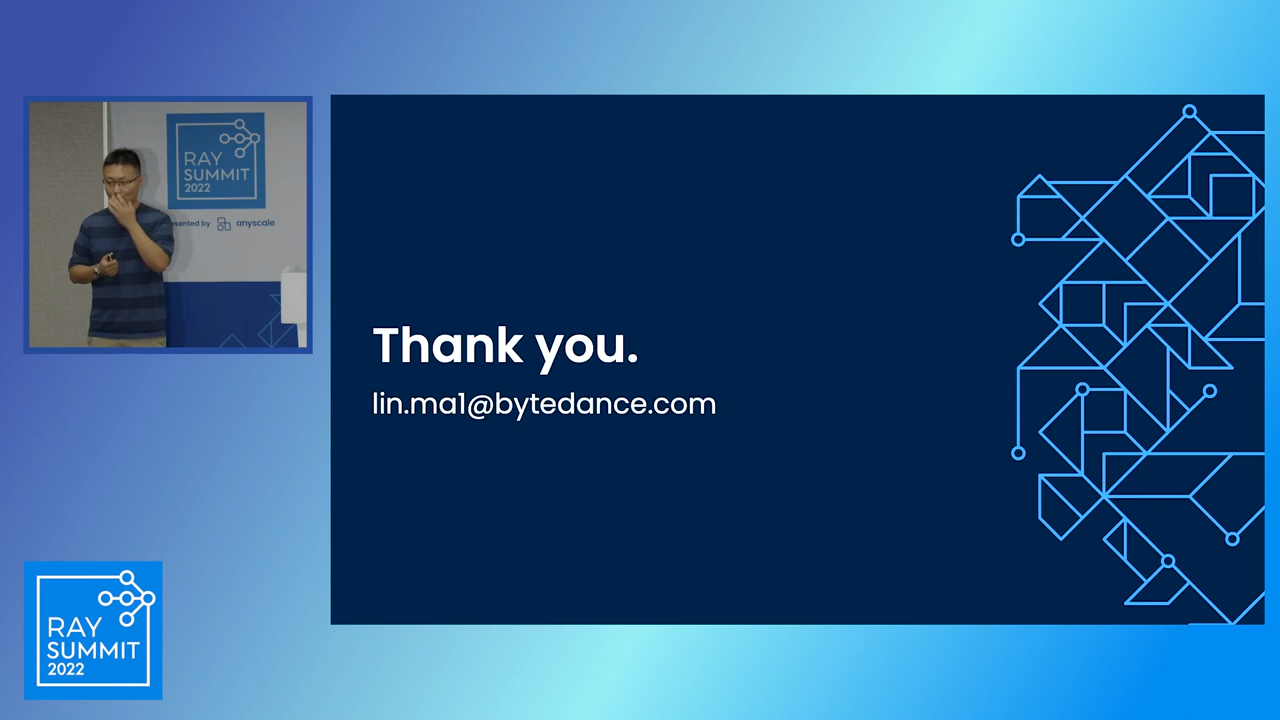 RAY
SUMMIT
2022
esented by anyscale
Thank you.
lin.ma1@bytedance.com
RAY
SUMMIT
2022